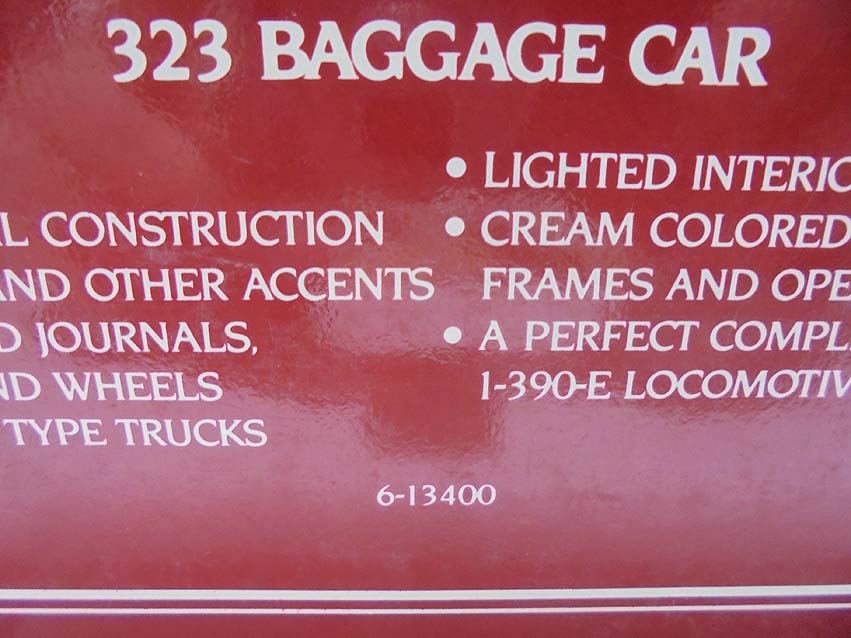 323 BAGGAGE CAR
L CONSTRUCTION
ND OTHER ACCENTS
D JOURNALS,
ND WHEELS
TYPE TRUCKS
• LIGHTED INTERIO
• CREAM COLORED
FRAMES AND OPE
• A PERFECT COMPL
1-390-E LOCOMOTIV
6-13400